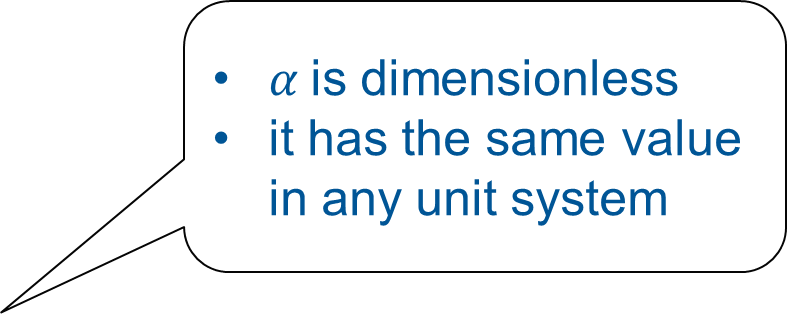 • α is dimensionless
• it has the same value
in any unit system